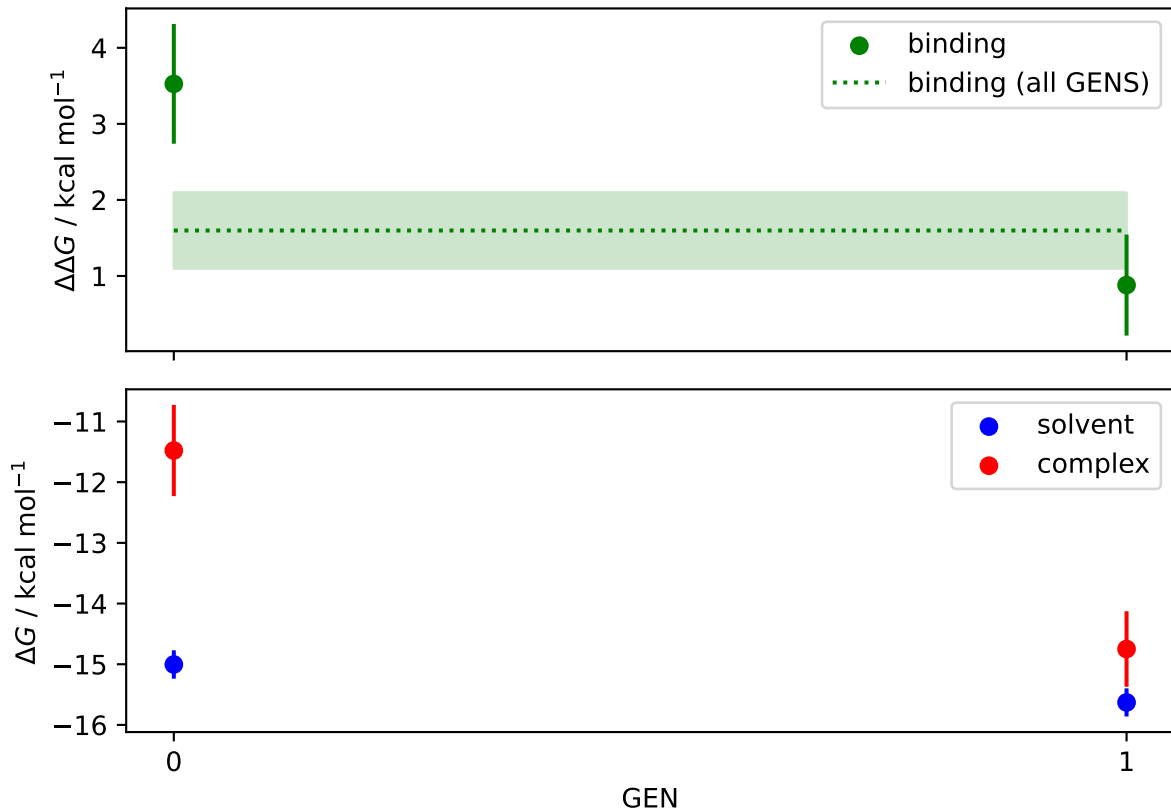 4
3
2
1
ΔΔG / kcal mol⁻¹
binding
binding (all GENS)
−11
−12
−13
−14
−15
−16
ΔG / kcal mol⁻¹
solvent
complex
0
1
GEN